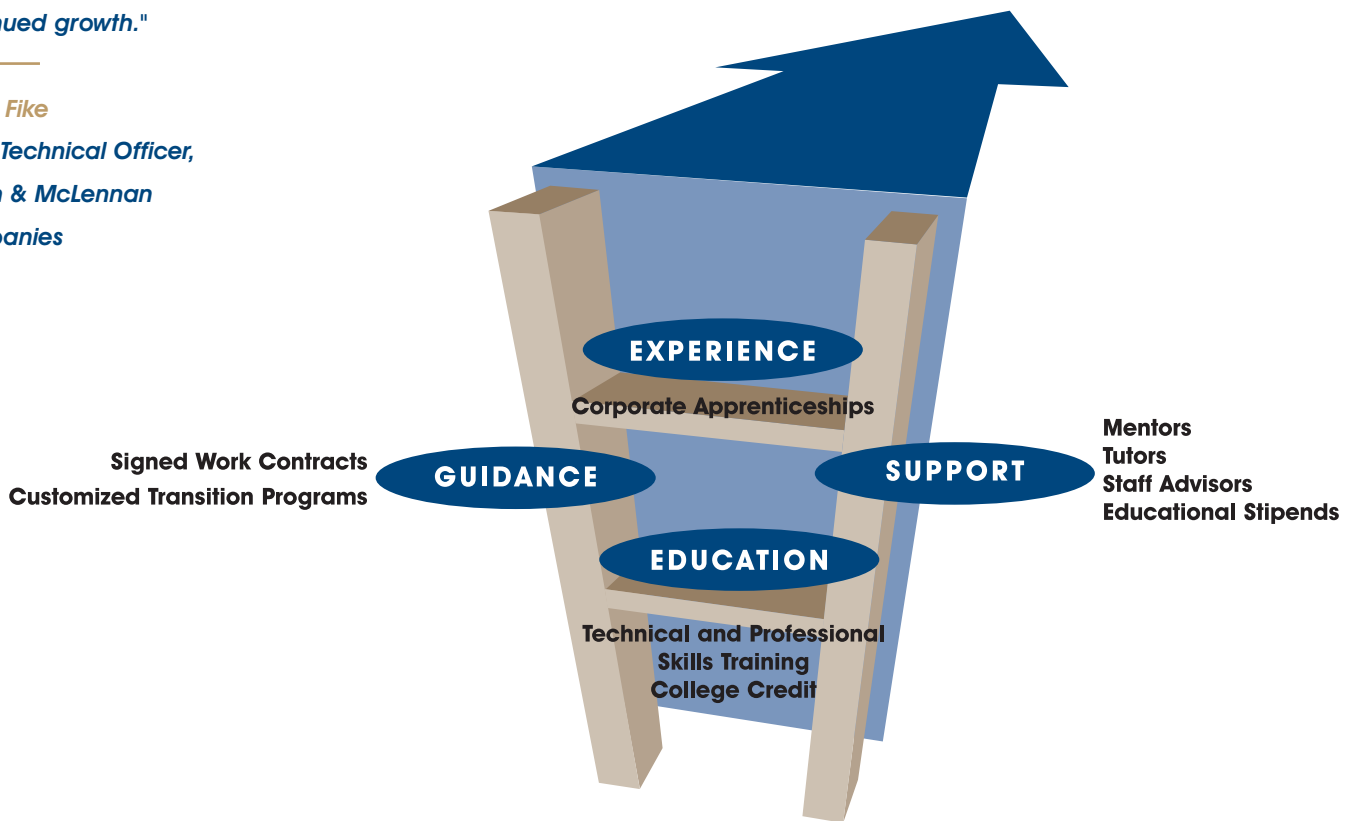 nued growth."
Fike
Technical Officer,
& McLennan
panies
EXPERIENCE
Corporate Apprenticeships
Signed Work Contracts
Customized Transition Programs
GUIDANCE
SUPPORT
Mentors
Tutors
Staff Advisors
Educational Stipends
EDUCATION
Technical and Professional
Skills Training
College Credit